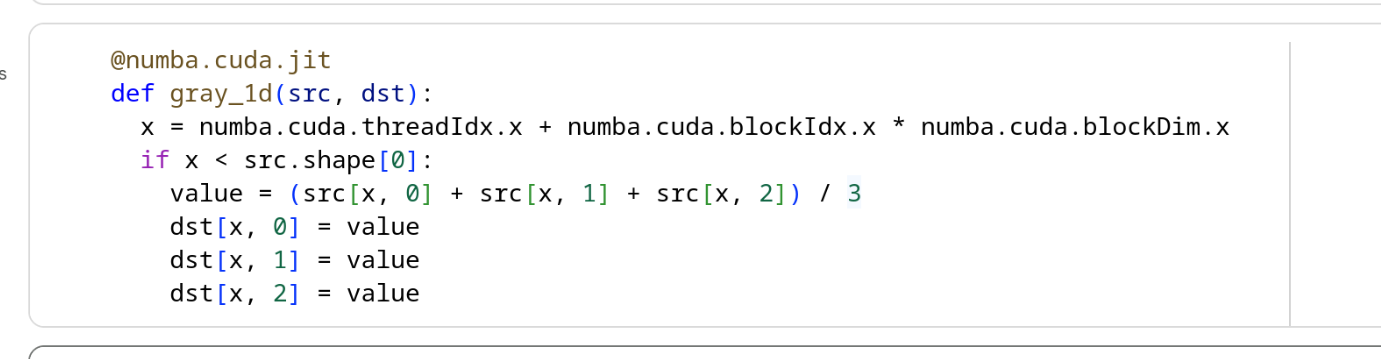 s
@numba.cuda.jit
def gray_1d(src, dst):
  x = numba.cuda.threadIdx.x + numba.cuda.blockIdx.x * numba.cuda.blockDim.x
  if x < src.shape[0]:
    value = (src[x, 0] + src[x, 1] + src[x, 2]) / 3
    dst[x, 0] = value
    dst[x, 1] = value
    dst[x, 2] = value